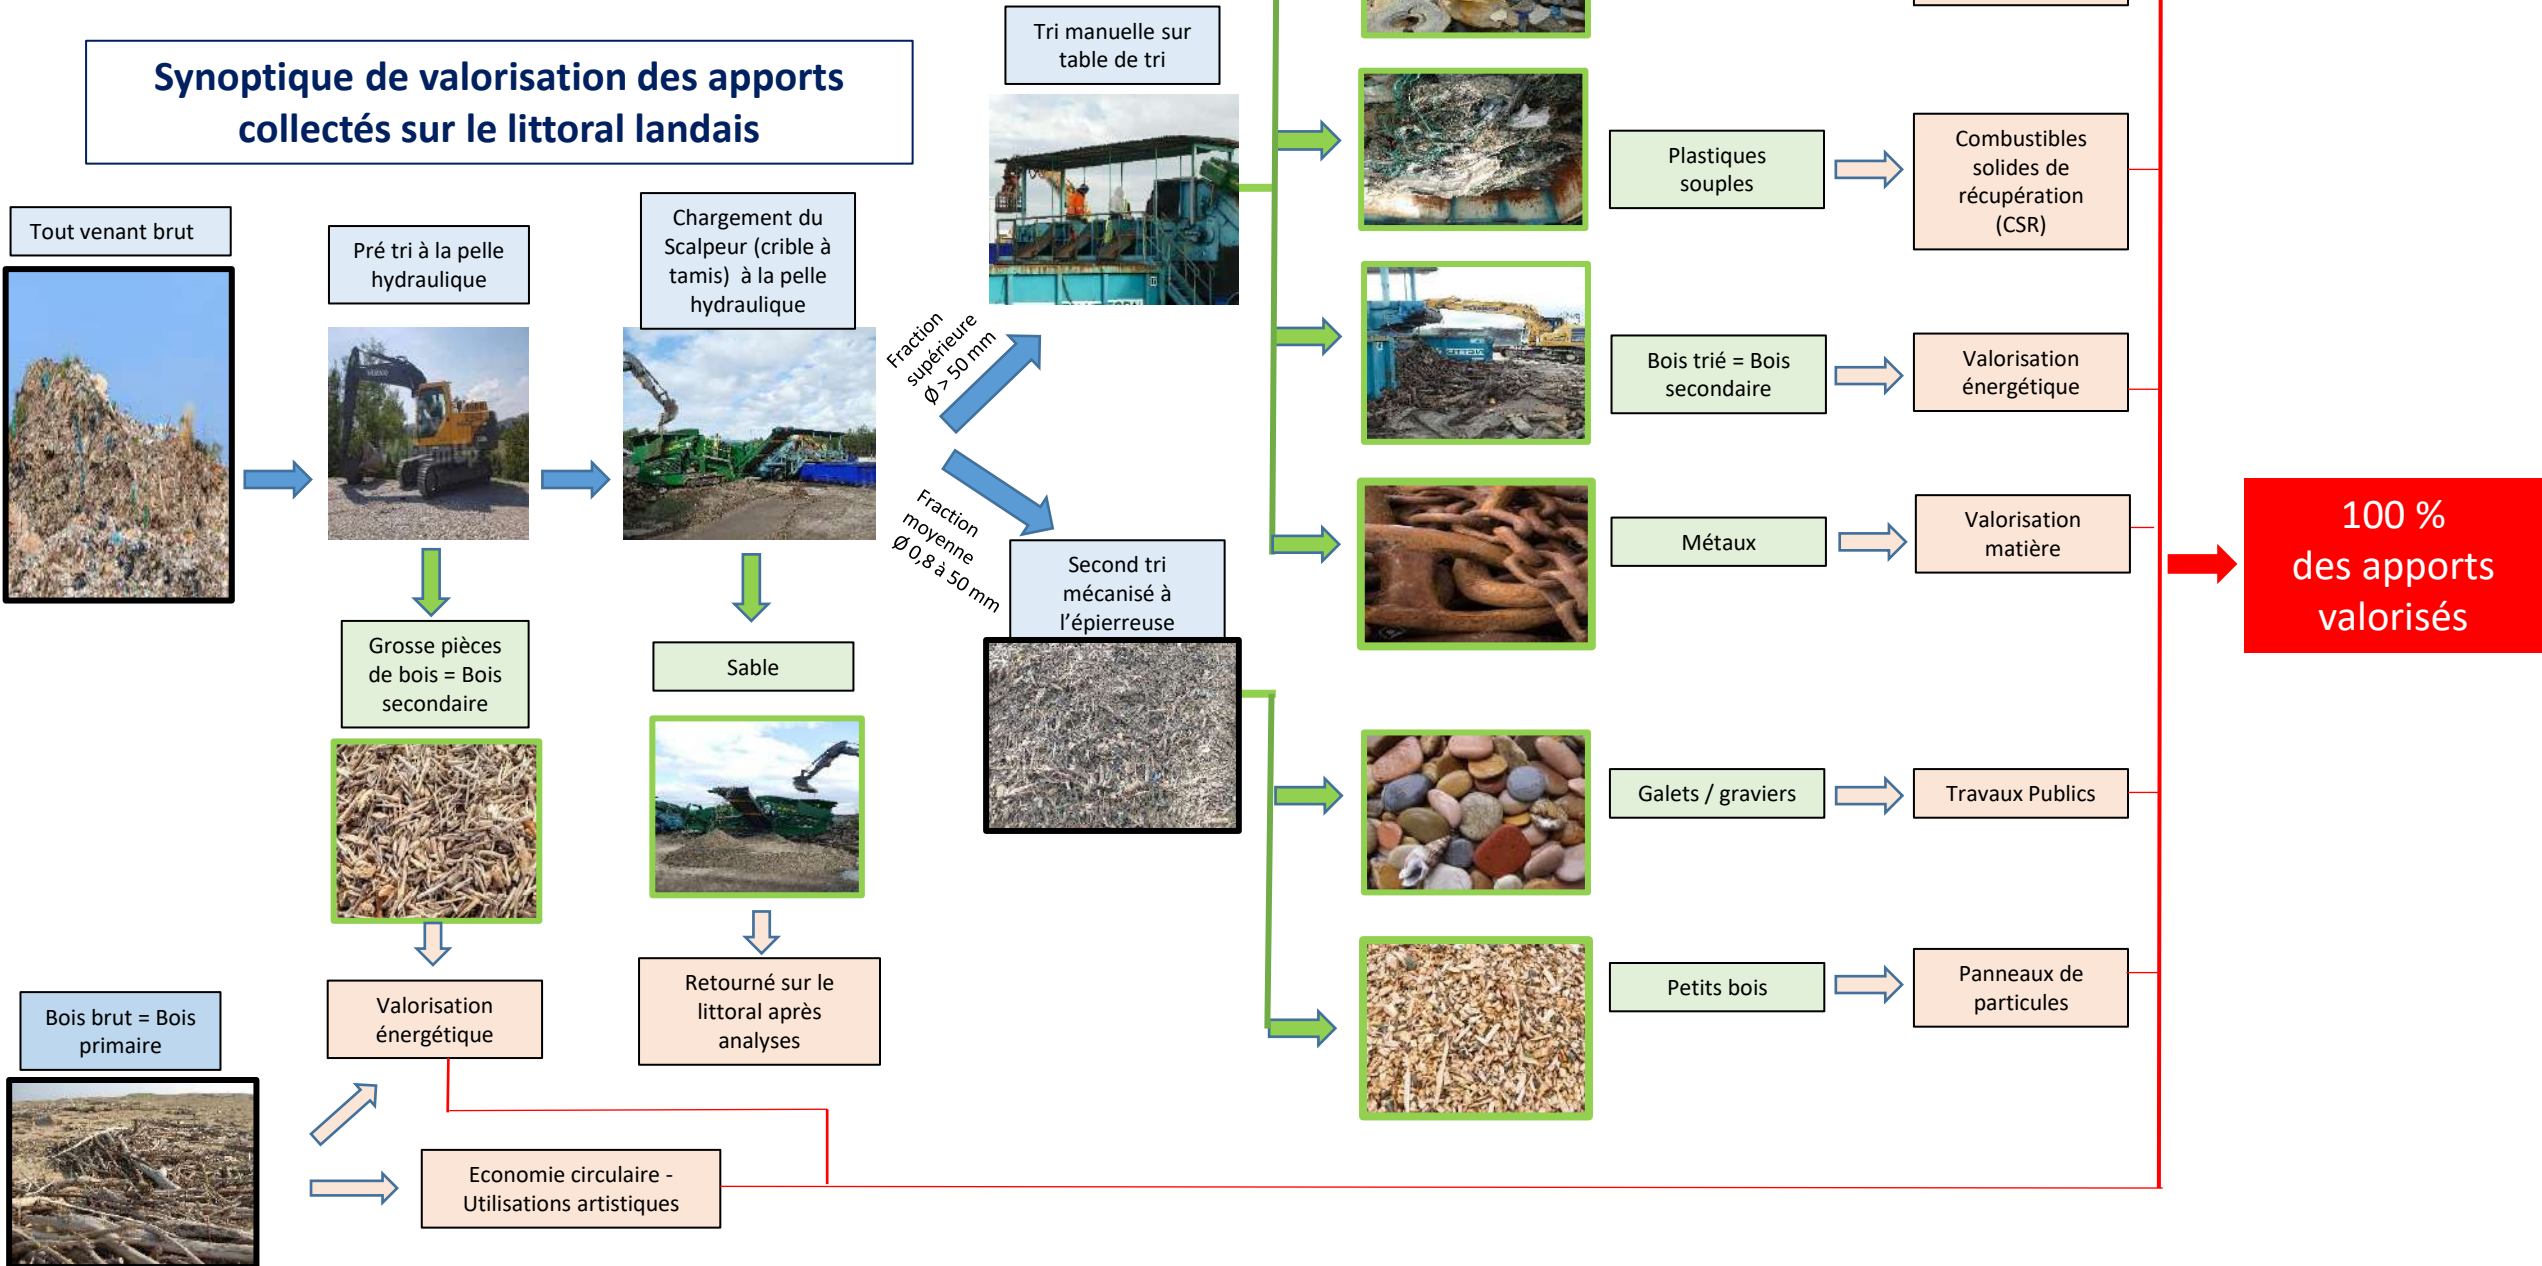 Synoptique de valorisation des apports
collectés sur le littoral landais
Tout venant brut
Pré tri à la pelle
hydraulique
Chargement du
Scalpeur (crible à
tamis)  à la pelle
hydraulique
Fraction
supérieure
Ø > 50 mm
Fraction
moyenne
Ø 0,8 à 50 mm
Tri manuelle sur
table de tri
Second tri
mécanisé à
l’épierreuse
Grosse pièces
de bois = Bois
secondaire
Sable
Valorisation
énergétique
Retourné sur le
littoral après
analyses
Bois brut = Bois
primaire
Economie circulaire -
Utilisations artistiques
Plastiques
souples
Combustibles
solides de
récupération
(CSR)
Bois trié = Bois
secondaire
Valorisation
énergétique
Métaux
Valorisation
matière
Galets / graviers
Travaux Publics
Petits bois
Panneaux de
particules
100 %
des apports
valorisés